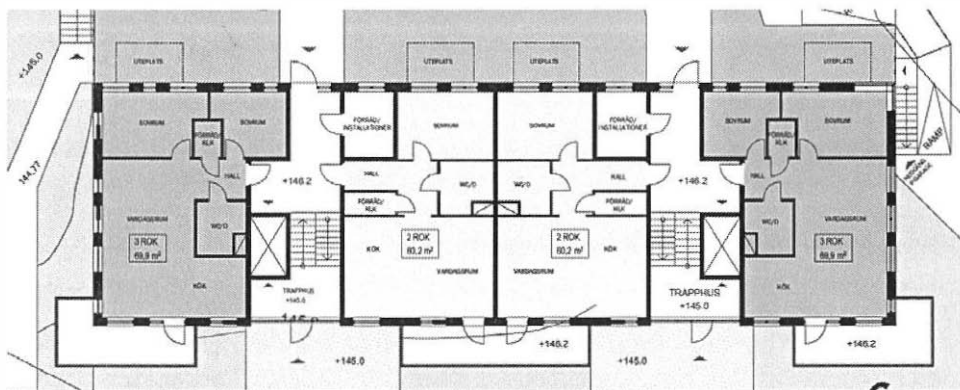 +145.0
144.77
UTEPLATS
UTEPLATS
UTEPLATS
UTEPLATS
SOVRUM
SOVRUM
FÖRRÅD/
KLK
FÖRRÅD/
INSTALLATIONER
SOVRUM
SOVRUM
FÖRRÅD/
INSTALLATIONER
SOVRUM
SOVRUM
FÖRRÅD/
KLK
RAMP
HALL
+146.2
HALL
WC/D
WC/D
HALL
+146.2
HALL
FÖRRÅD/
KLK
FÖRRÅD/
KLK
VARDAGSRUM
WC/D
3 ROK
69,9 m²
KÖK
2 ROK
60,2 m²
KÖK
VARDAGSRUM
2 ROK
60,2 m²
KÖK
VARDAGSRUM
WC/D
VARDAGSRUM
3 ROK
69,9 m²
KÖK
TRAPPHUS
+145.0
TRAPPHUS
+145.0
+145.0
+146.2
+145.0
+146.2